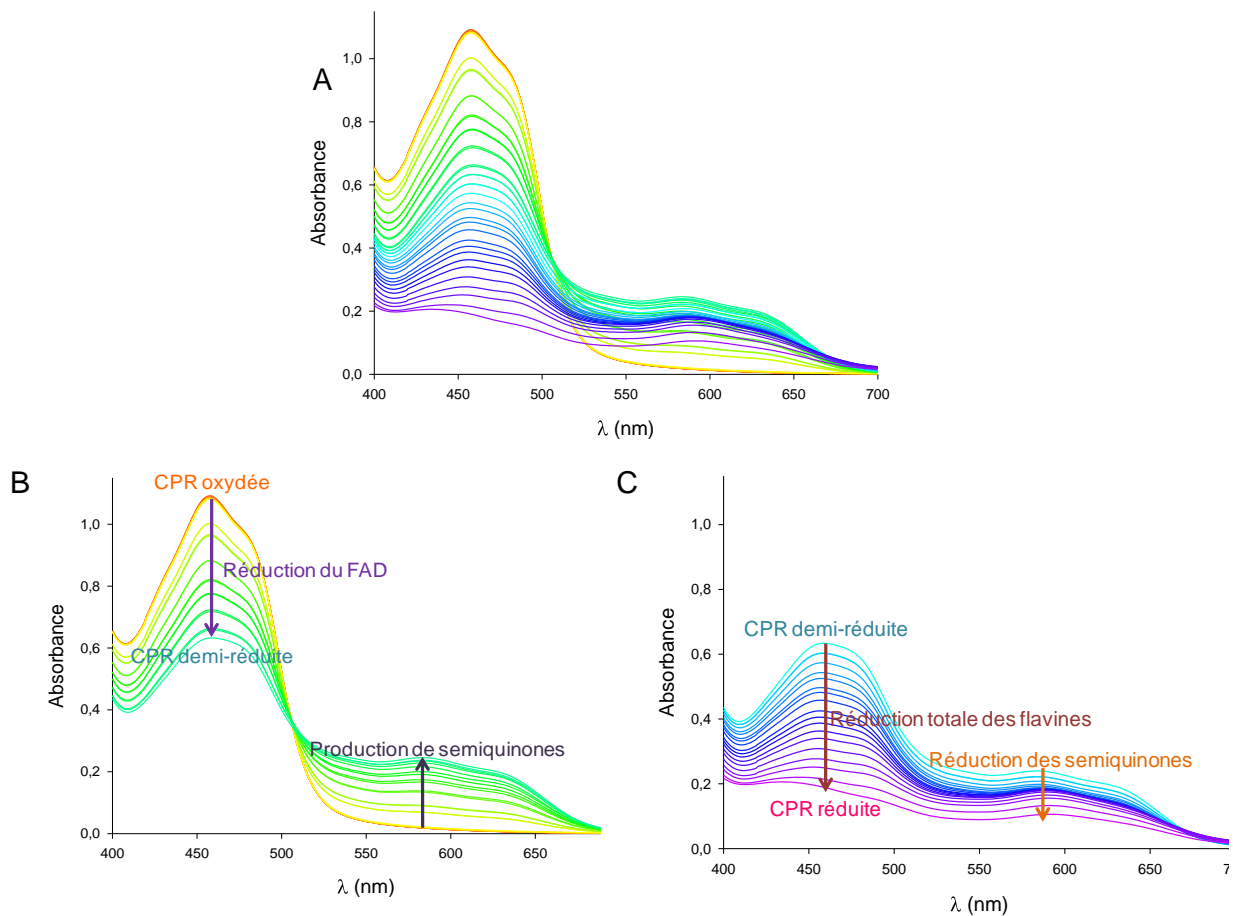 A
Absorbance
1,0
0,8
0,6
0,4
0,2
0,0
400
450
500
550
600
650
700
λ (nm)
B
CPR oxydée
Absorbance
1,0
0,8
0,6
0,4
0,2
0,0
Réduction du FAD
CPR demi-réduite
Production de semiquinones
400
450
500
550
600
650
λ (nm)
C
Absorbance
1,0
0,8
0,6
0,4
0,2
0,0
CPR demi-réduite
Réduction totale des flavines
Réduction des semiquinones
CPR réduite
400
450
500
550
600
650
λ (nm)